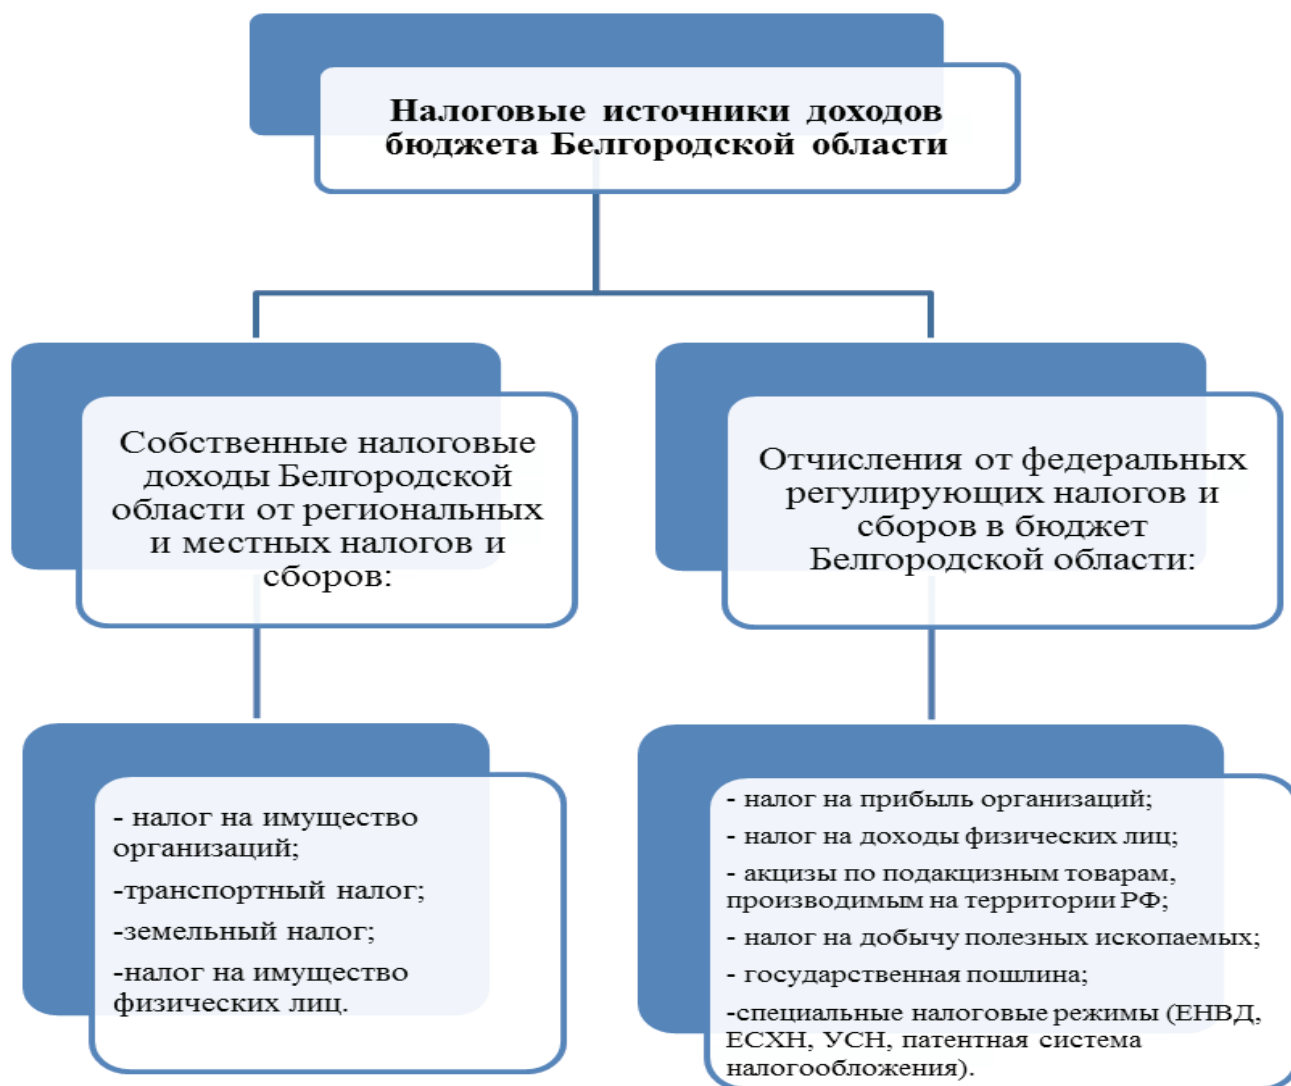 Налоговые источники доходов
бюджета Белгородской области
Собственные налоговые
доходы Белгородской
области от региональных
и местных налогов и
сборов:
Отчисления от федеральных
регулирующих налогов и
сборов в бюджет
Белгородской области:
- налог на имущество
организаций;
-транспортный налог;
-земельный налог;
-налог на имущество
физических лиц.
- налог на прибыль организаций;
- налог на доходы физических лиц;
- акцизы по подакцизным товарам,
производимым на территории РФ;
- налог на добычу полезных ископаемых;
- государственная пошлина;
-специальные налоговые режимы (ЕНВД,
ЕСХН, УСН, патентная система
налогообложения).